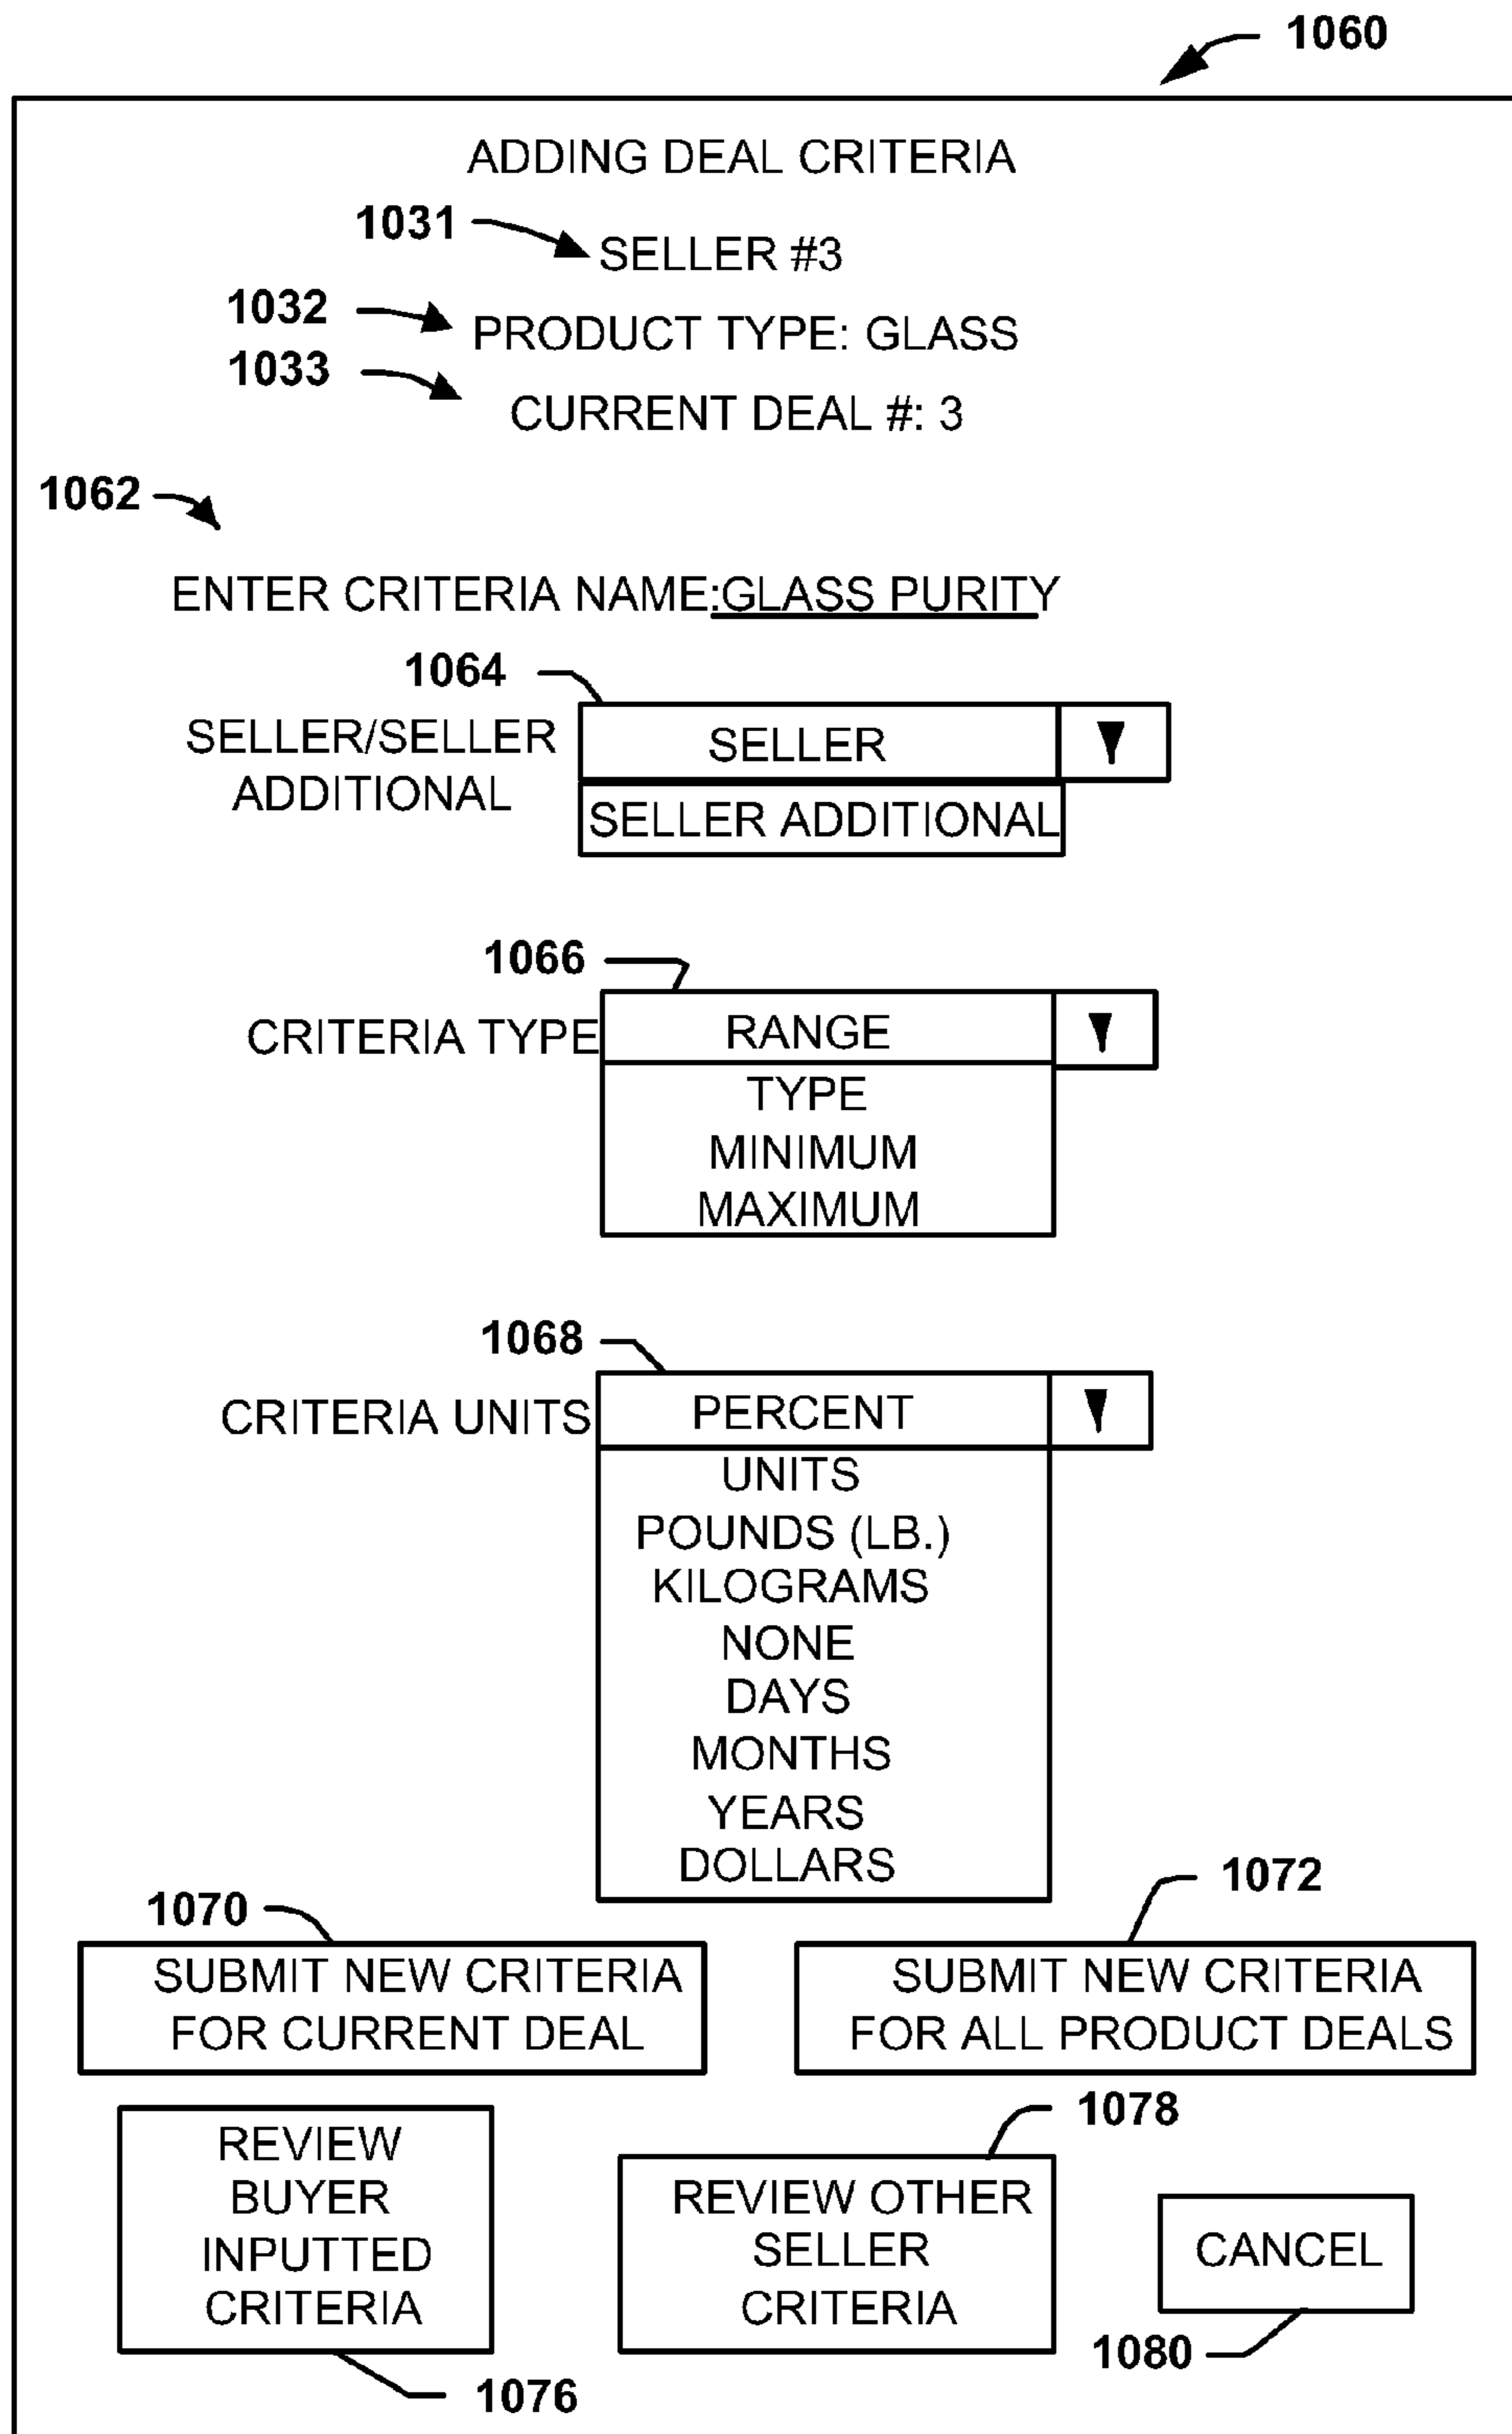 1060
ADDING DEAL CRITERIA
1031
SELLER #3
1032
PRODUCT TYPE: GLASS
1033
CURRENT DEAL #: 3
1062
ENTER CRITERIA NAME:GLASS PURITY
1064
SELLER/SELLER
ADDITIONAL
SELLER
SELLER ADDITIONAL
1066
CRITERIA TYPE
RANGE
TYPE
MINIMUM
MAXIMUM
1068
CRITERIA UNITS
PERCENT
UNITS
POUNDS (LB.)
KILOGRAMS
NONE
DAYS
MONTHS
YEARS
DOLLARS
1070
SUBMIT NEW CRITERIA
FOR CURRENT DEAL
1072
SUBMIT NEW CRITERIA
FOR ALL PRODUCT DEALS
REVIEW
BUYER
INPUTTED
CRITERIA
1076
1078
REVIEW OTHER
SELLER
CRITERIA
CANCEL
1080